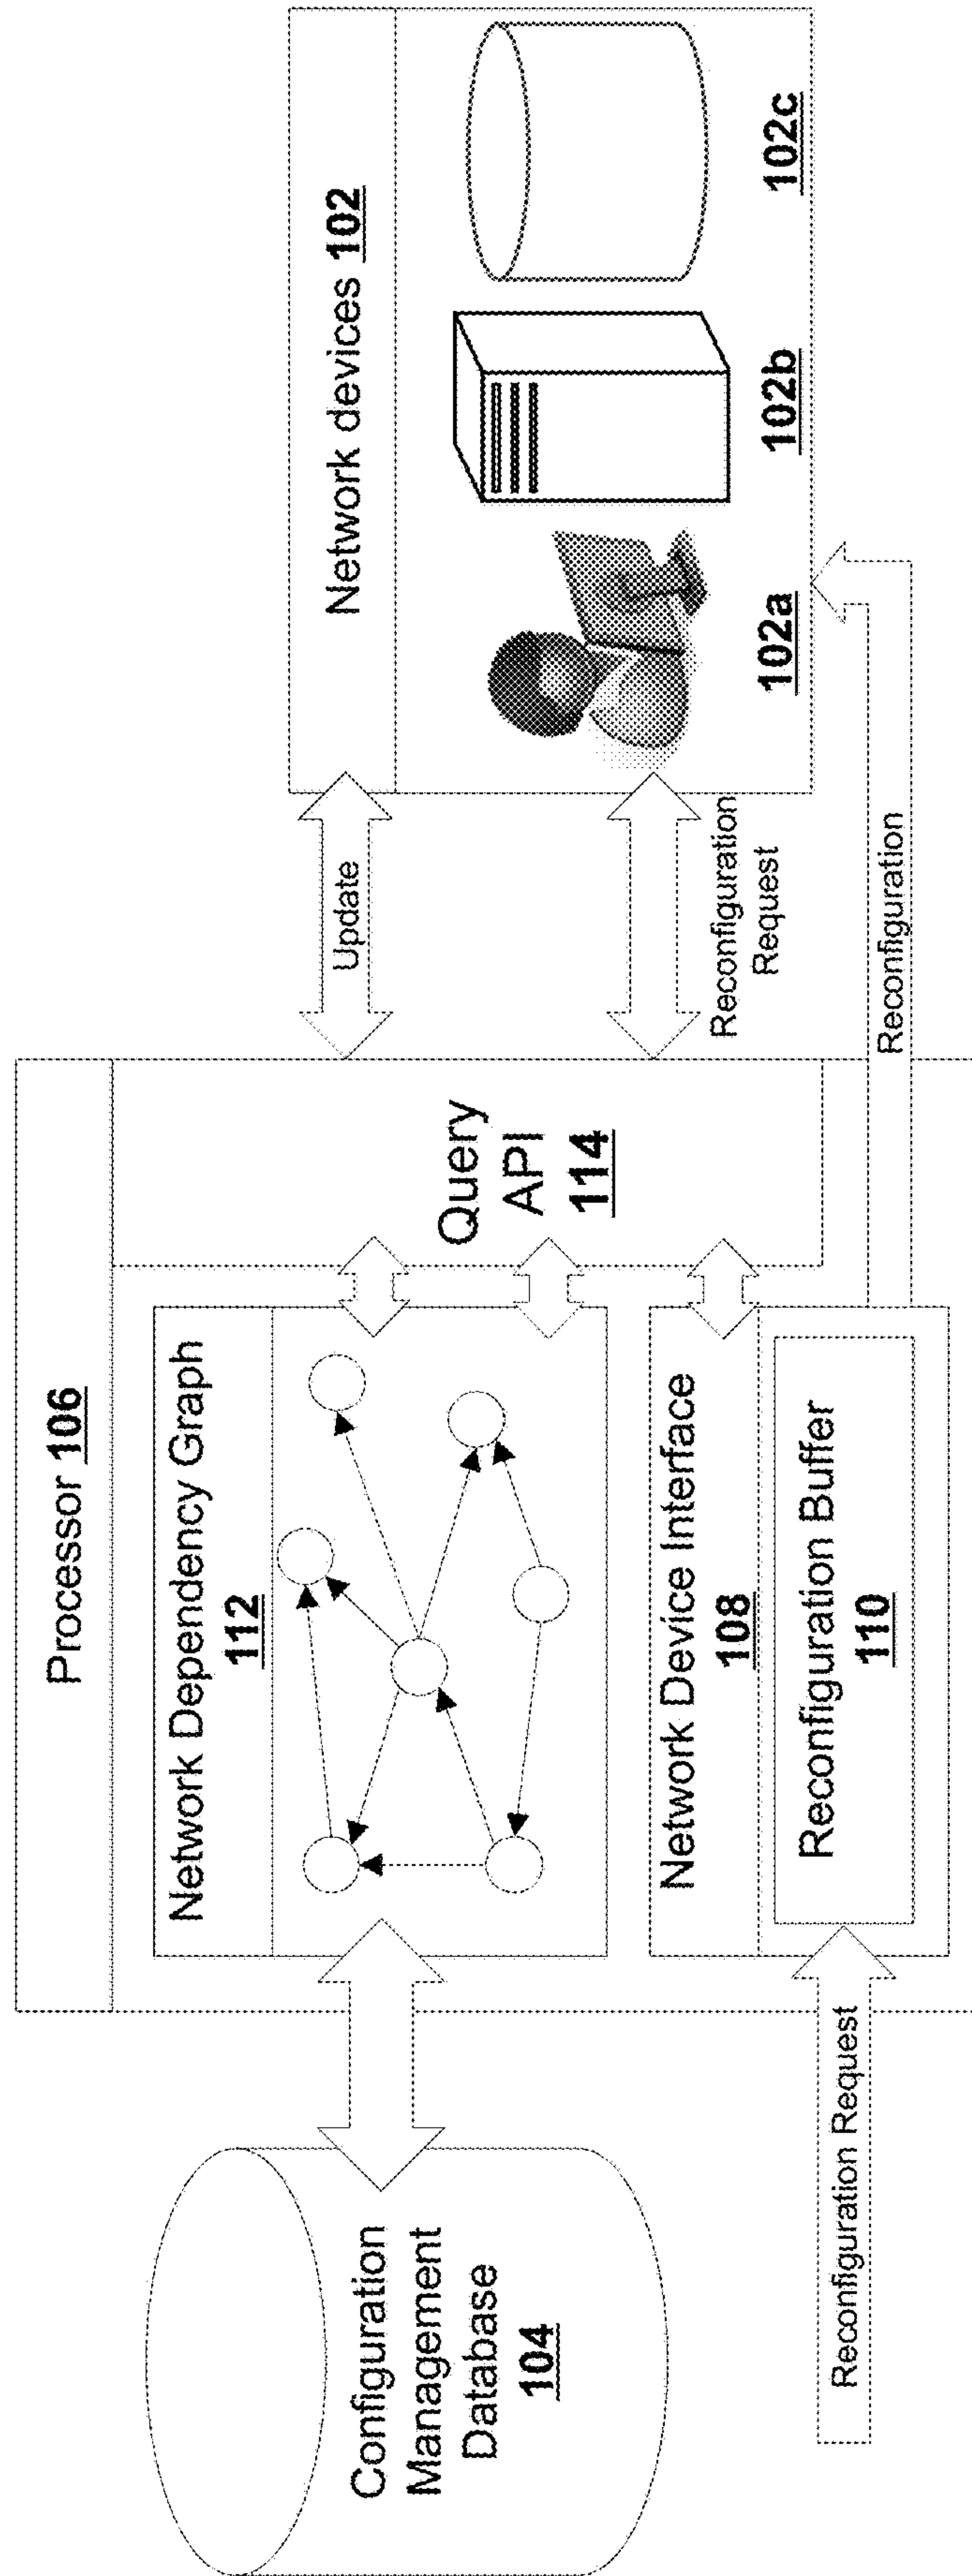 Configuration
Management
Database
104
Reconfiguration Request
Processor 106
Network Dependency Graph
112
Network Device Interface
108
Reconfiguration Buffer
110
Query
API
114
Update
Reconfiguration
Request
Reconfiguration
Network devices 102
102a
102b
102c